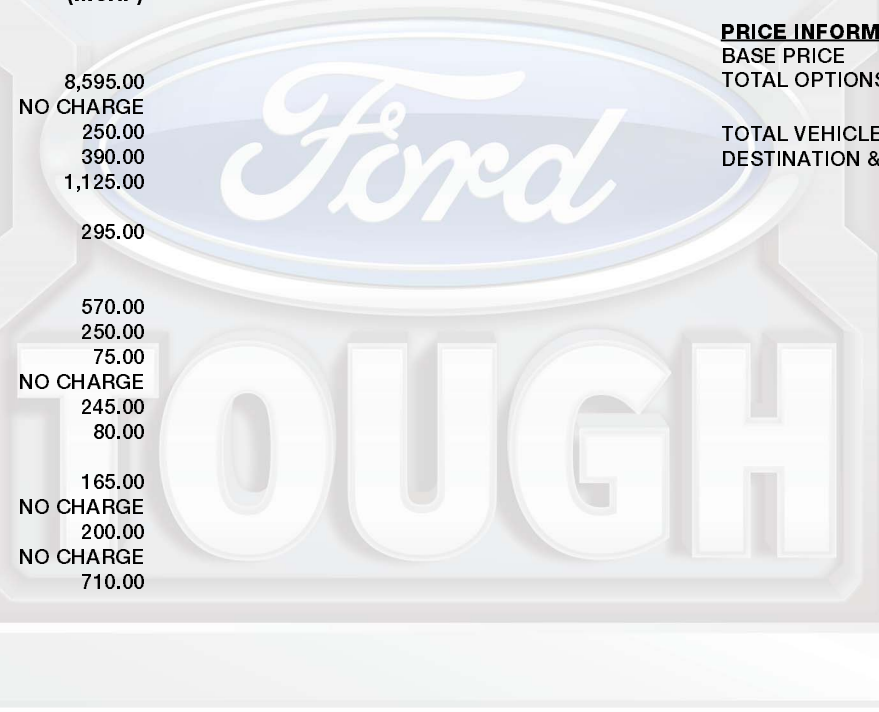 PRICE INFORM
BASE PRICE
TOTAL OPTIONS
TOTAL VEHICLE
DESTINATION &
8,595.00
NO CHARGE
250.00
390.00
1,125.00
295.00
570.00
250.00
75.00
NO CHARGE
245.00
80.00
165.00
NO CHARGE
200.00
NO CHARGE
710.00
Ford
TOUGH